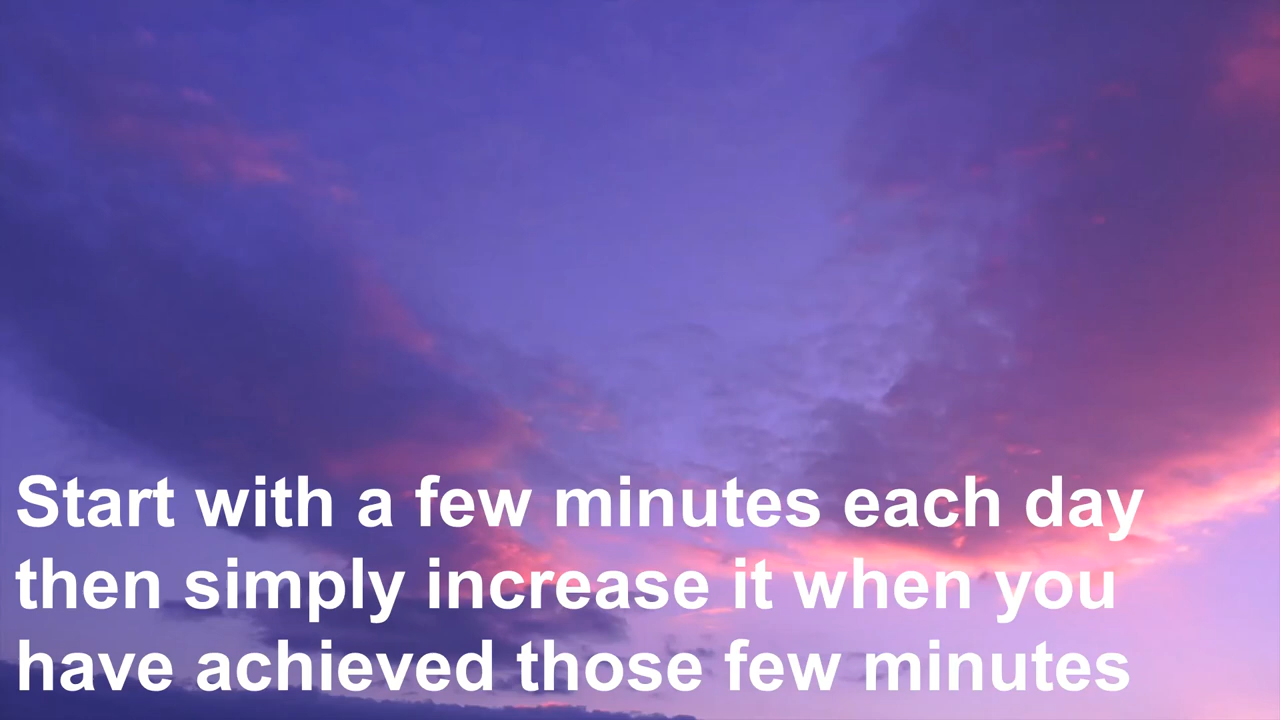 Start with a few minutes each day
then simply increase it when you
have achieved those few minutes